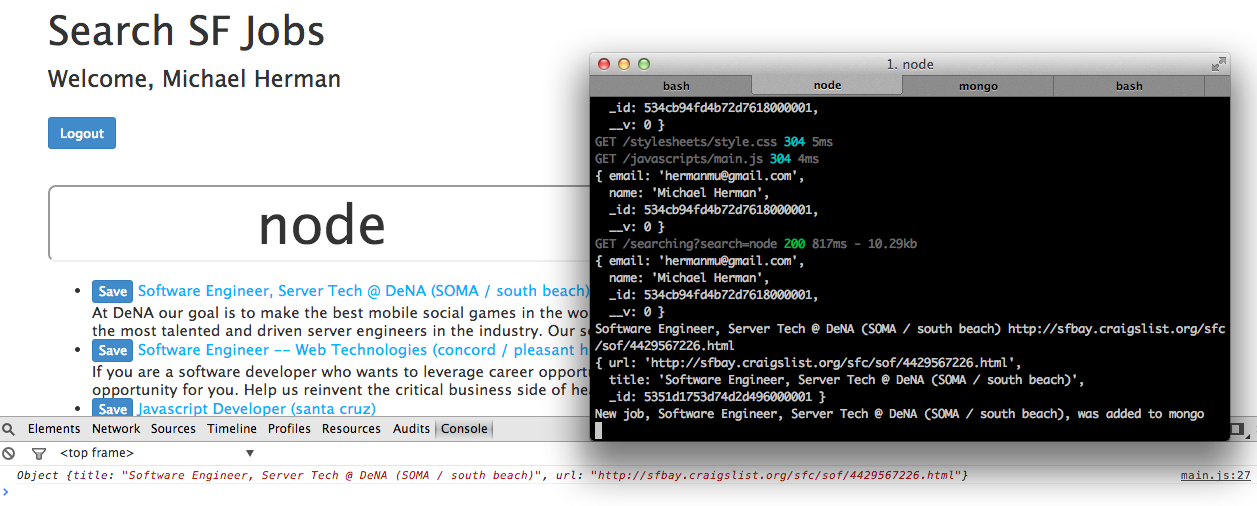 Search SF Jobs
Welcome, Michael Herman
Logout
node
Save Software Engineer, Server Tech @ DeNA (SOMA / south beach)
At DeNA our goal is to make the best mobile social games in the
the most talented and driven server engineers in the industry. Our
Save Software Engineer -- Web Technologies (concord / pleasant
If you are a software developer who wants to leverage career
opportunity for you. Help us reinvent the critical business side of
Save Javascript Developer (santa cruz)
1. node
bash node mongo bash
_id: 534cb94fd4b72d7618000001,
__v: 0 }
GET /stylesheets/style.css 304 5ms
GET /javascripts/main.js 304 4ms
{ email: 'hermanmu@gmail.com',
name: 'Michael Herman',
_id: 534cb94fd4b72d7618000001,
__v: 0 }
GET /searching?search=node 200 817ms - 10.29kb
{ email: 'hermanmu@gmail.com',
name: 'Michael Herman',
_id: 534cb94fd4b72d7618000001,
__v: 0 }
Software Engineer, Server Tech @ DeNA (SOMA / south beach) http://sfbay.craigslist.org/sfc
/sof/4429567226.html
{ url: 'http://sfbay.craigslist.org/sfc/sof/4429567226.html',
title: 'Software Engineer, Server Tech @ DeNA (SOMA / south beach)',
_id: 5351d1753d74d2d496000001 }
New job, Software Engineer, Server Tech @ DeNA (SOMA / south beach), was added to mongo
Elements Network Sources Timeline Profiles Resources Audits Console
<top frame>
Object {title: "Software Engineer, Server Tech @ DeNA (SOMA / south beach)", url: "http://sfbay.craigslist.org/sfc/sof/4429567226.html"} main.js:27